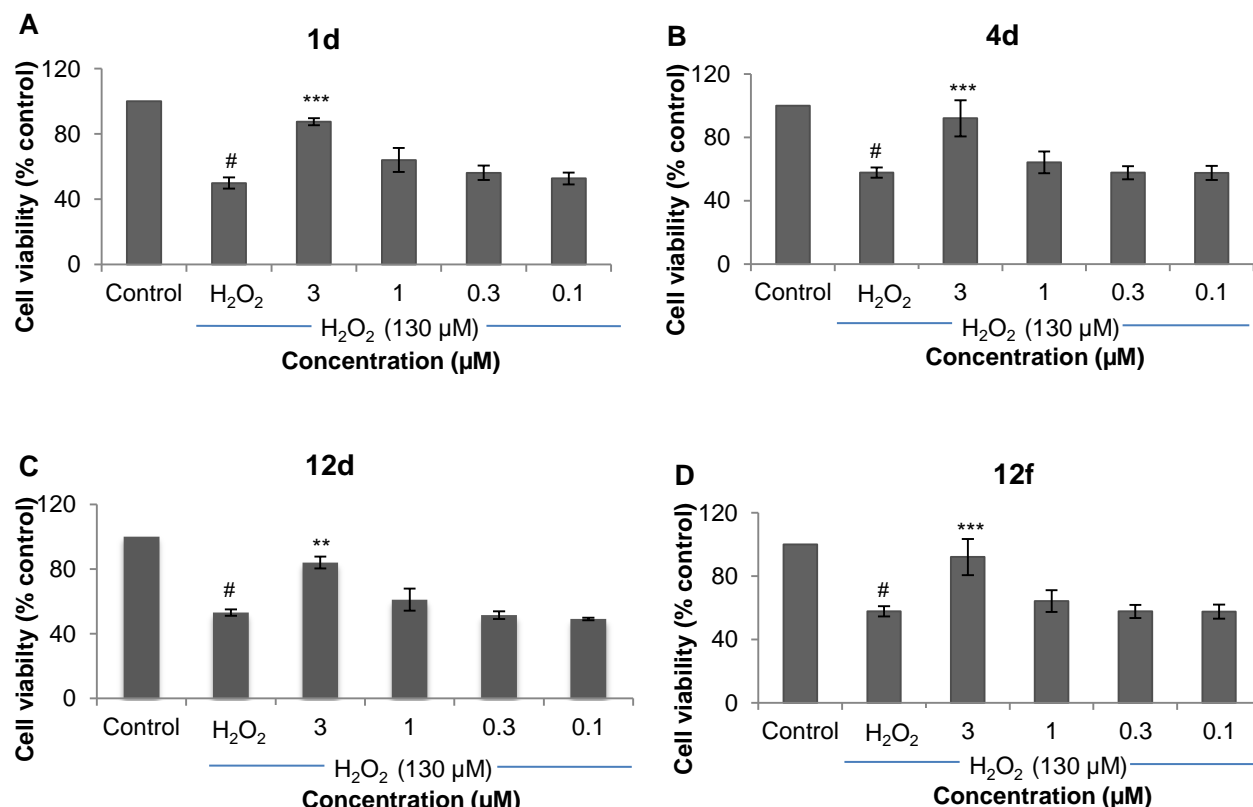 A
1d
Cell viability (% control)
120
80
40
0
***
#
Control H₂O₂ 3 1 0.3 0.1
H₂O₂ (130 µM)
Concentration (µM)
B
4d
Cell viability (% control)
120
80
40
0
***
#
Control H₂O₂ 3 1 0.3 0.1
H₂O₂ (130 µM)
Concentration (µM)
C
12d
Cell viabilty (% control)
120
80
40
0
**
#
Control H₂O₂ 3 1 0.3 0.1
H₂O₂ (130 µM)
Concentration (µM)
D
12f
Cell viability (% control)
120
80
40
0
***
#
Control H₂O₂ 3 1 0.3 0.1
H₂O₂ (130 µM)
Concentration (µM)